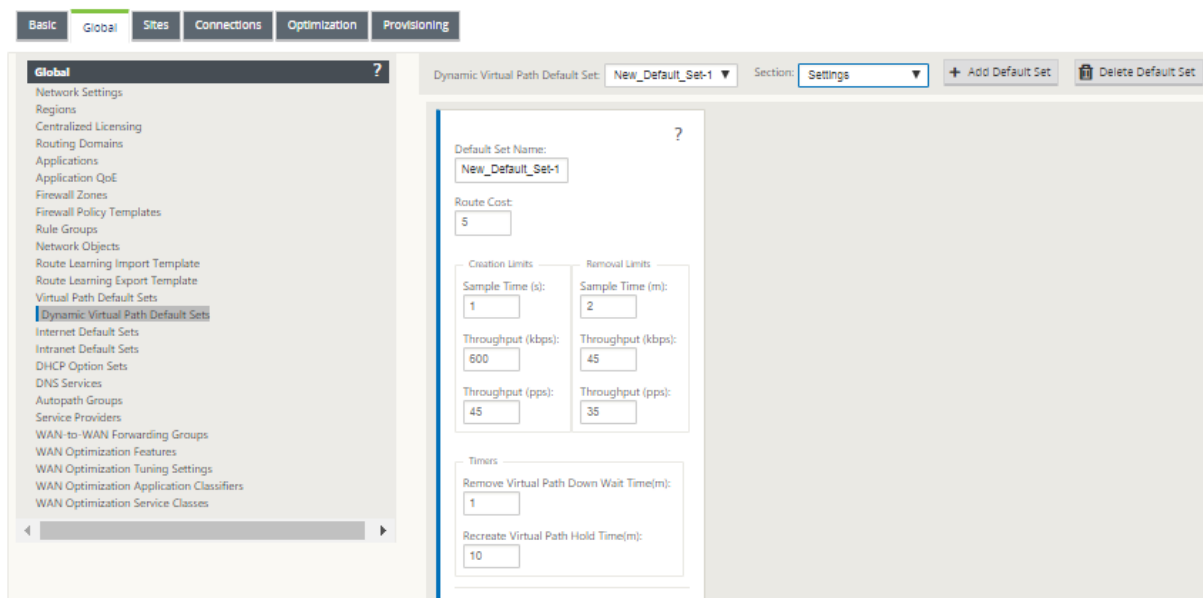 Basic Global Sites Connections Optimization Provisioning
Global ?
Network Settings
Regions
Centralized Licensing
Routing Domains
Applications
Application QoE
Firewall Zones
Firewall Policy Templates
Rule Groups
Network Objects
Route Learning Import Template
Route Learning Export Template
Virtual Path Default Sets
Dynamic Virtual Path Default Sets
Internet Default Sets
Intranet Default Sets
DHCP Option Sets
DNS Services
Autopath Groups
Service Providers
WAN-to-WAN Forwarding Groups
WAN Optimization Features
WAN Optimization Tuning Settings
WAN Optimization Application Classifiers
WAN Optimization Service Classes
Dynamic Virtual Path Default Set: New_Default_Set-1 Section: Settings + Add Default Set Delete Default Set
?
Default Set Name:
New_Default_Set-1
Route Cost:
5
Creation Limits Removal Limits
Sample Time (s): Sample Time (m):
1 2
Throughput (kbps): Throughput (kbps):
600 45
Throughput (pps): Throughput (pps):
45 35
Timers
Remove Virtual Path Down Wait Time(m):
1
Recreate Virtual Path Hold Time(m):
10